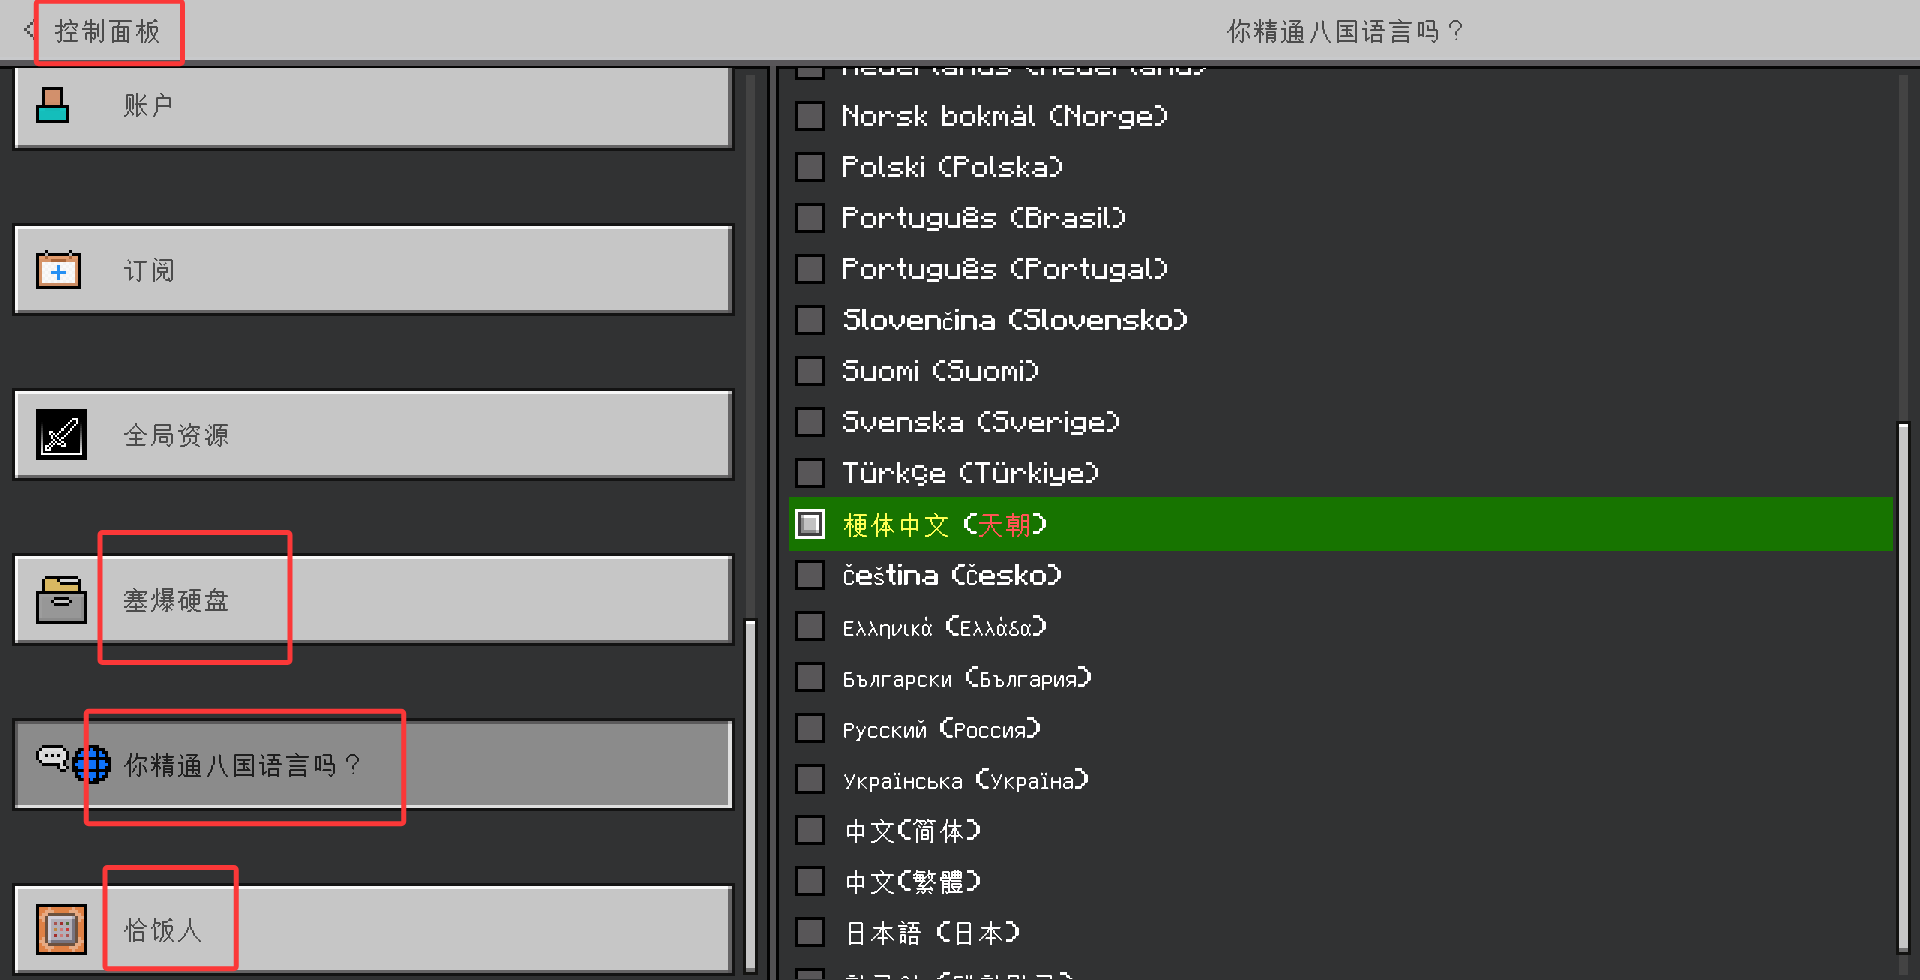 控制面板
你精通八国语言吗？
账户
订阅
全局资源
塞爆硬盘
你精通八国语言吗？
恰饭人
Nederlands (Nederland)
Norsk bokmål (Norge)
Polski (Polska)
Português (Brasil)
Português (Portugal)
Slovenčina (Slovensko)
Suomi (Suomi)
Svenska (Sverige)
Türkçe (Türkiye)
梗体中文 (天朝)
Čeština (Česko)
Ελληνικά (Ελλάδα)
Български (България)
Русский (Россия)
Українська (Україна)
中文(简体)
中文(繁體)
日本語 (日本)